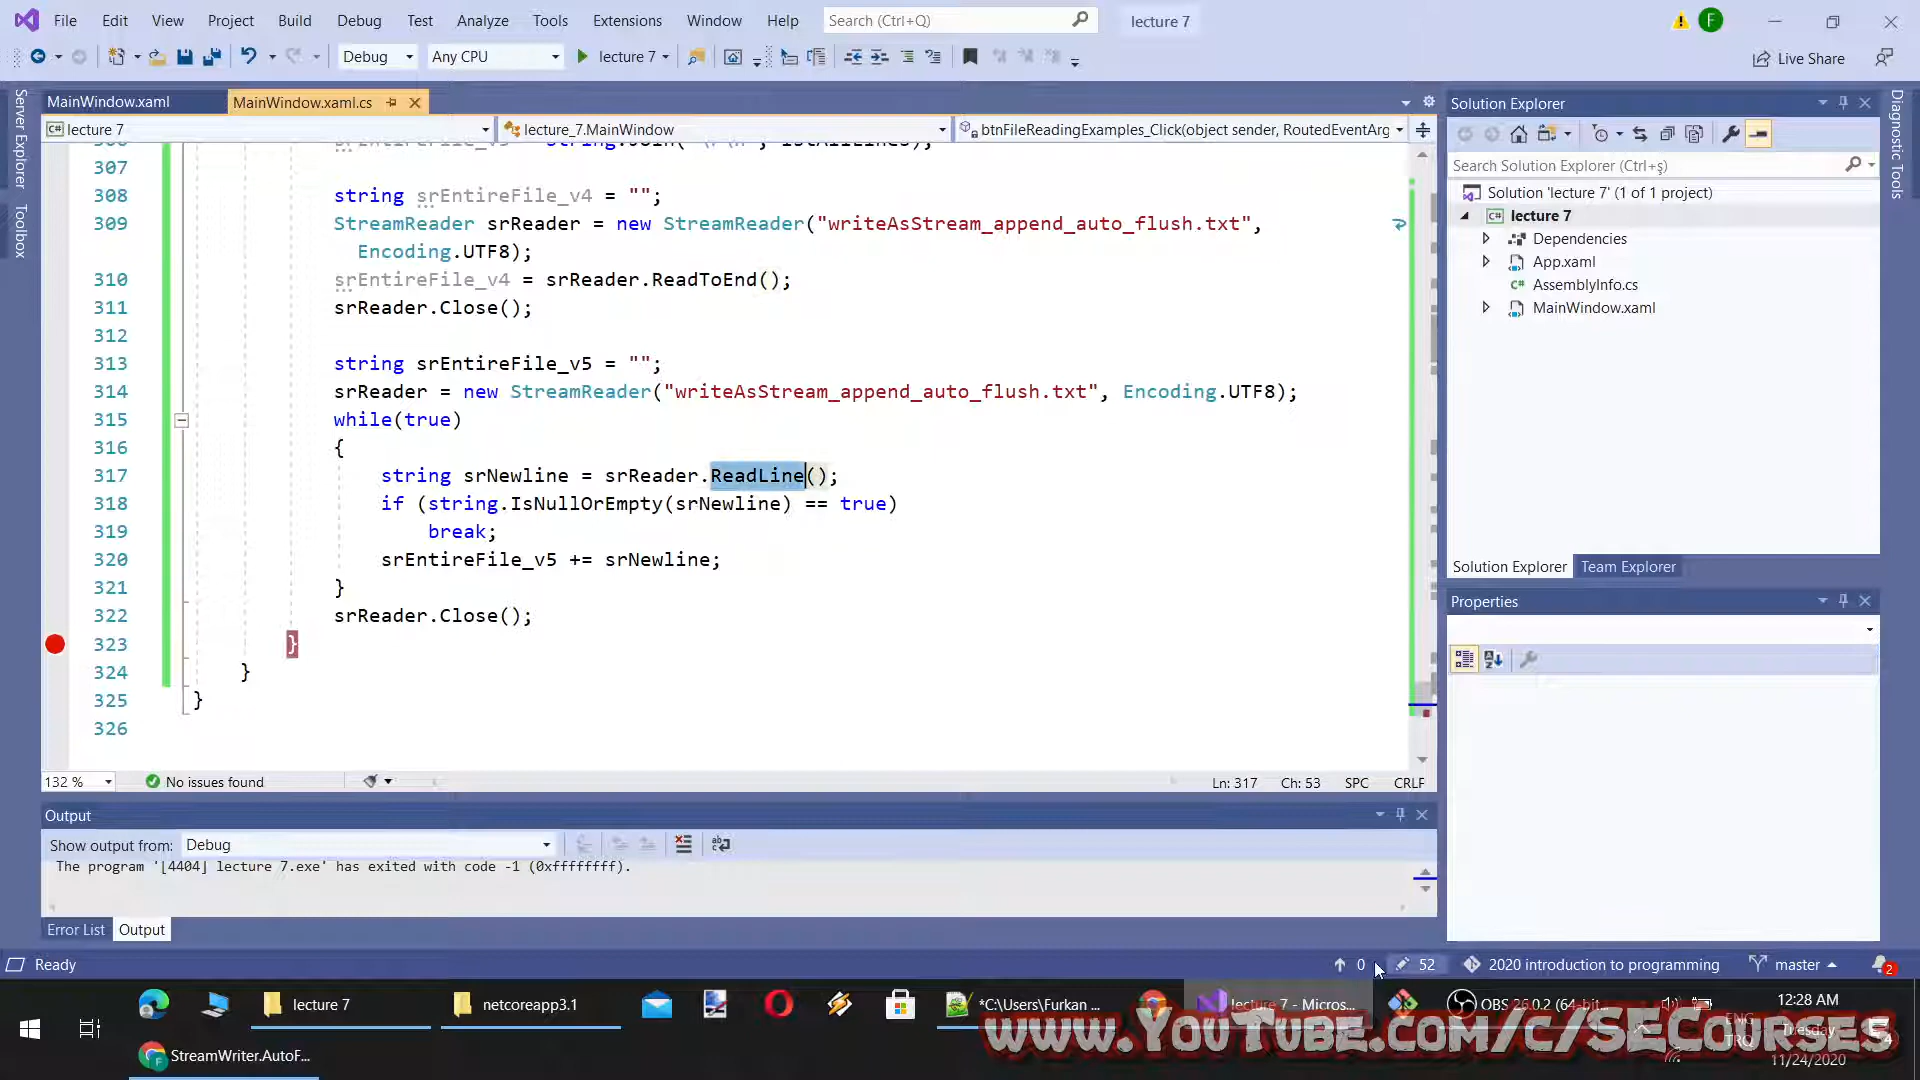 File Edit View Project Build Debug Test Analyze Tools Extensions Window Help Search (Ctrl+Q) lecture 7 F
Debug Any CPU lecture 7 Live Share
Server Explorer
Toolbox
MainWindow.xaml MainWindow.xaml.cs
lecture 7 lecture_7.MainWindow btnFileReadingExamples_Click(object sender, RoutedEventArg
307
308 string srEntireFile_v4 = "";
309 StreamReader srReader = new StreamReader("writeAsStream_append_auto_flush.txt",
Encoding.UTF8);
310 srEntireFile_v4 = srReader.ReadToEnd();
311 srReader.Close();
312
313 string srEntireFile_v5 = "";
314 srReader = new StreamReader("writeAsStream_append_auto_flush.txt", Encoding.UTF8);
315 while(true)
316 {
317 string srNewline = srReader.ReadLine();
318 if (string.IsNullOrEmpty(srNewline) == true)
319 break;
320 srEntireFile_v5 += srNewline;
321 }
322 srReader.Close();
323 }
324 }
325 }
326
132 % No issues found Ln: 317 Ch: 53 SPC CRLF
Output
Show output from: Debug
The program '[4404] lecture 7.exe' has exited with code -1 (0xffffffff).
Error List Output
Solution Explorer
Search Solution Explorer (Ctrl+ş)
Solution 'lecture 7' (1 of 1 project)
lecture 7
Dependencies
App.xaml
AssemblyInfo.cs
MainWindow.xaml
Solution Explorer Team Explorer
Properties
Diagnostic Tools
Ready 0 52 2020 introduction to programming master 2
lecture 7 netcoreapp3.1 *C:\Users\Furkan ... lecture 7 - Micros... OBS 26.0.2 (64-bit... 12:28 AM
ENG Tuesday
TRQ 11/24/2020
StreamWriter.AutoF...
www.YouTube.com/c/SECourses